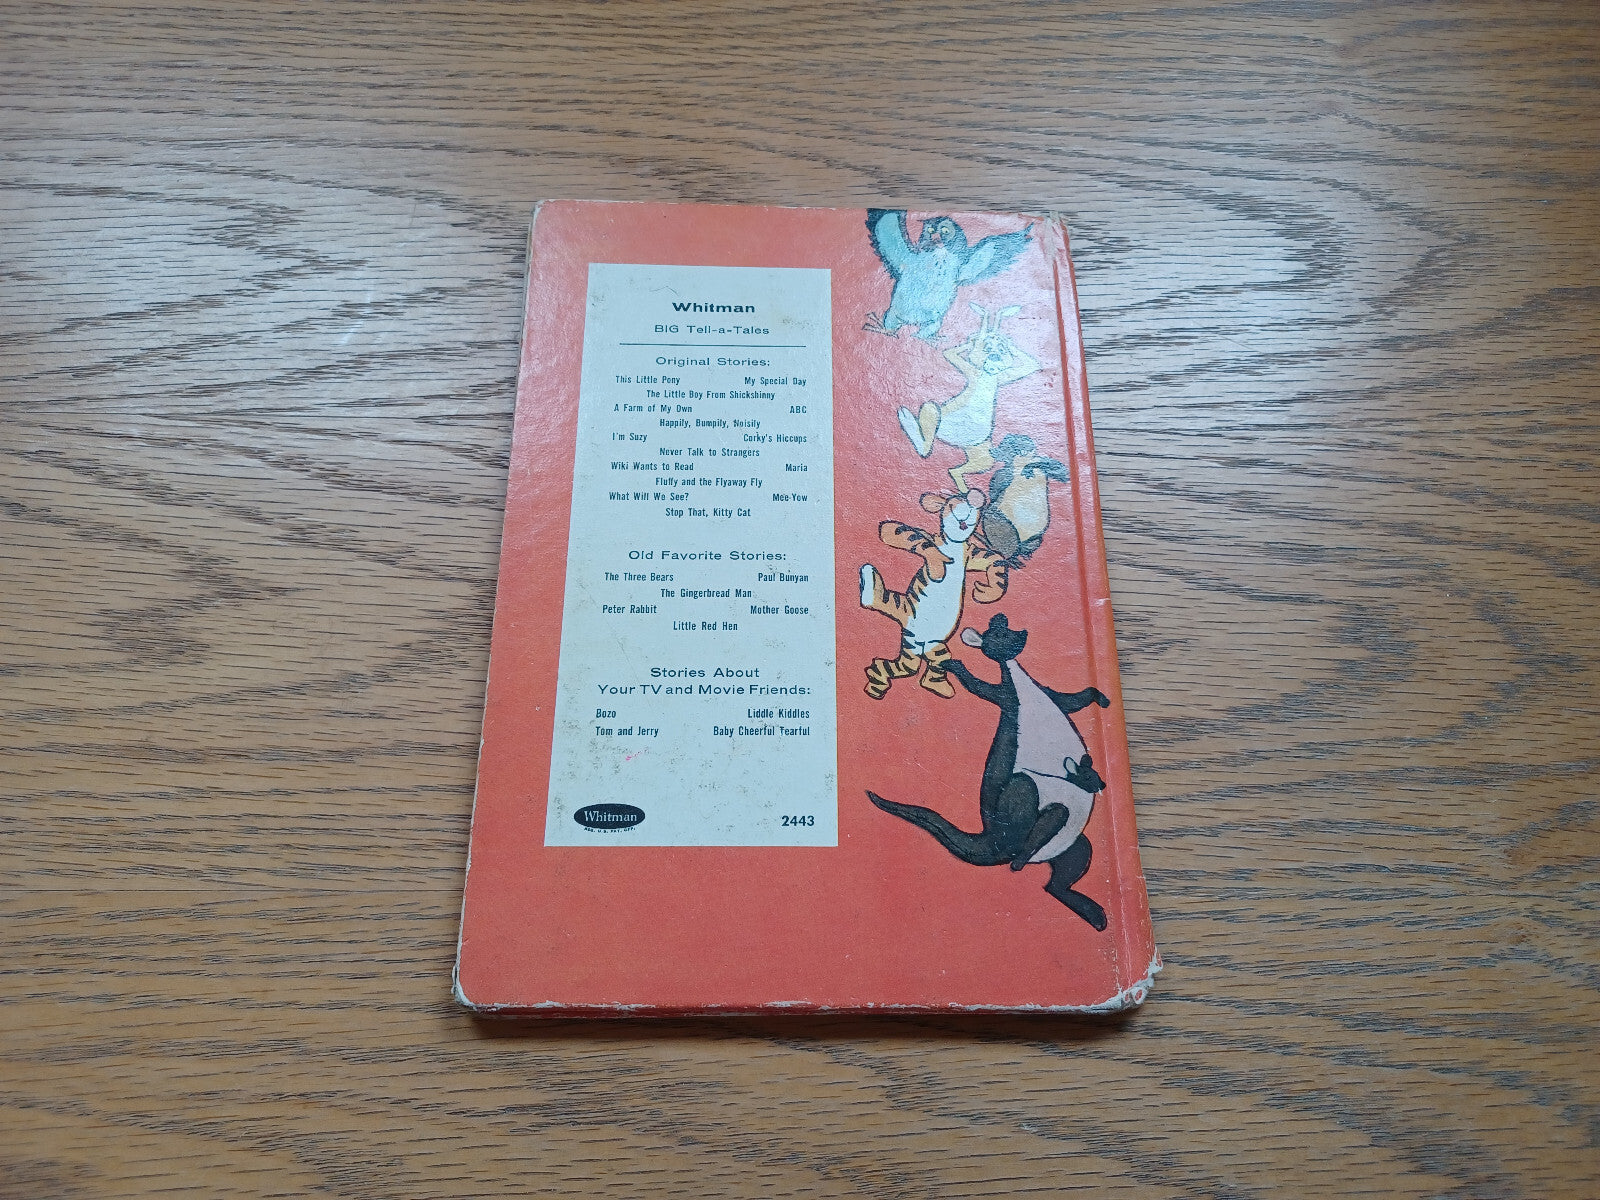 Whitman
BIG Tell-a-Tales
Original Stories:
This Little Pony My Special Day
The Little Boy From Shickshinny
A Farm of My Own ABC
Happily, Bumpily, Noisily
I'm Suzy Corky's Hiccups
Never Talk to Strangers
Wiki Wants to Read Maria
Fluffy and the Flyaway Fly
What Will We See? Mee-Yow
Stop That, Kitty Cat
Old Favorite Stories:
The Three Bears Paul Bunyan
The Gingerbread Man
Peter Rabbit Mother Goose
Little Red Hen
Stories About
Your TV and Movie Friends:
Bozo Liddle Kiddles
Tom and Jerry Baby Cheerful Tearful
Whitman 2443
REG. U.S. PAT. OFF.